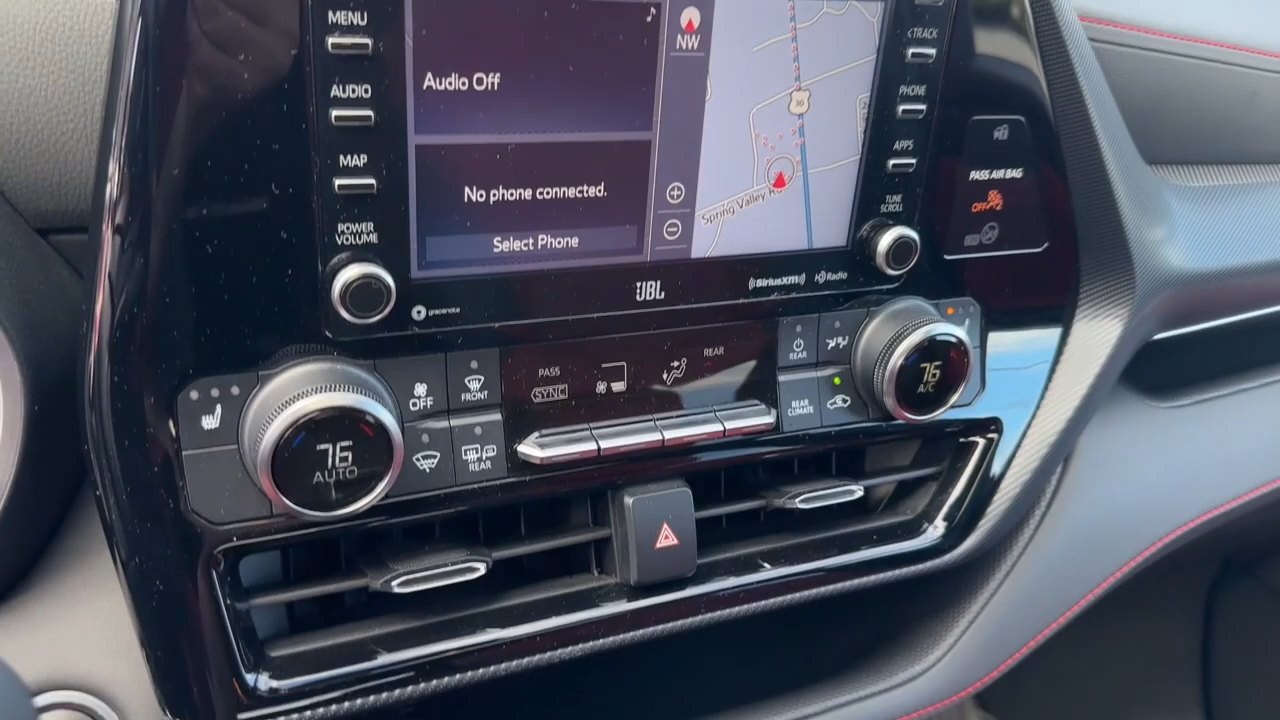 MENU
AUDIO
MAP
POWER
VOLUME
Audio Off
No phone connected.
Select Phone
NW
30
Spring Valley
<TRACK
PHONE
APPS
TUNE
SCROLL
PASS AIR BAG
OFF
gracenote
JBL
SiriusXM
HD Radio
76
AUTO
OFF
FRONT
REAR
PASS
SYNC
REAR
REAR
REAR
CLIMATE
76
A/C